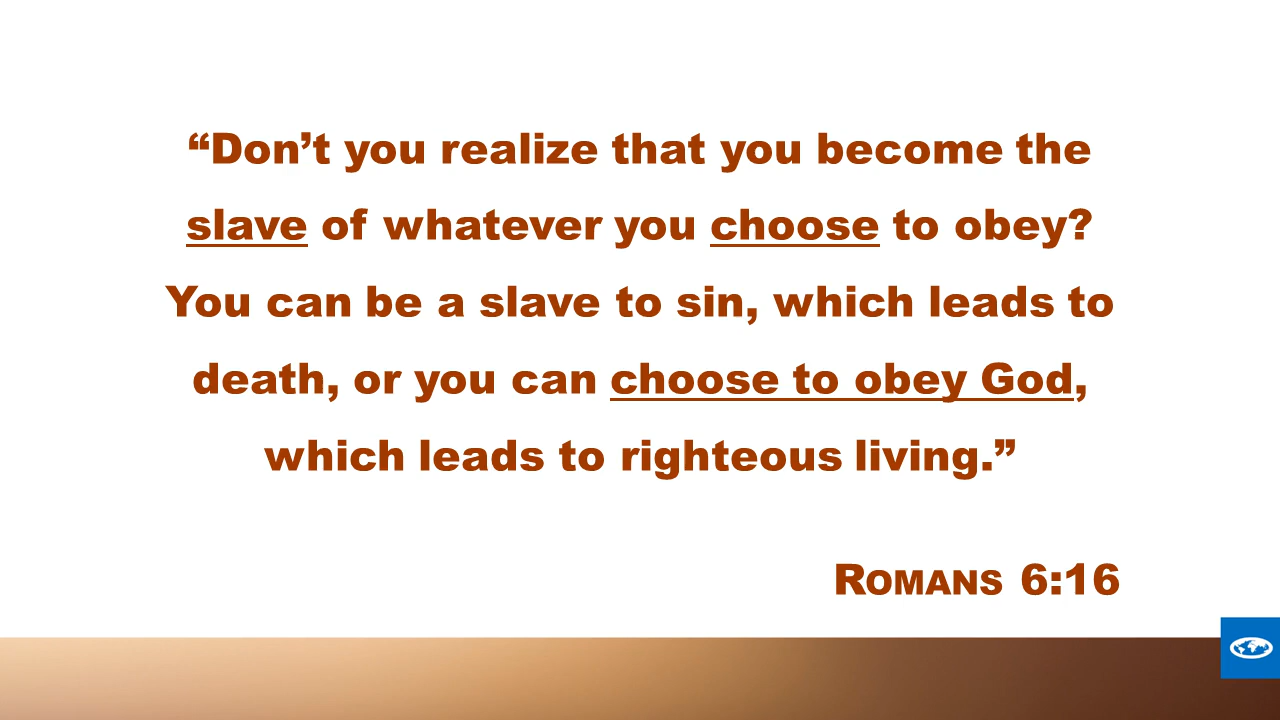 “Don’t you realize that you become the
slave of whatever you choose to obey?
You can be a slave to sin, which leads to
death, or you can choose to obey God,
which leads to righteous living.”
ROMANS 6:16